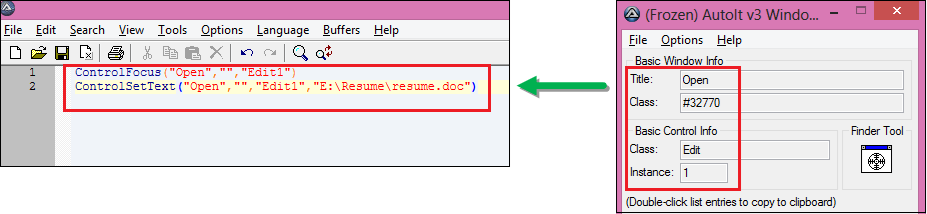 File Edit Search View Tools Options Language Buffers Help
1 ControlFocus("Open","","Edit1")
2 ControlSetText("Open","","Edit1","E:\Resume\resume.doc")
(Frozen) AutoIt v3 Windo...
File Options Help
Basic Window Info
Title: Open
Class: #32770
Basic Control Info
Class: Edit
Instance: 1
Finder Tool
(Double-click list entries to copy to clipboard)